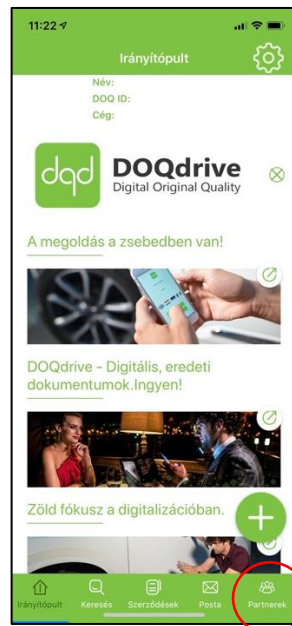 11:22
Irányítópult
Név:
DOQ ID:
Cég:
dqd
DOQdrive
Digital Original Quality
A megoldás a zsebedben van!
DOQdrive - Digitális, eredeti
dokumentumok.Ingyen!
Zöld fókusz a digitalizációban.
Irányítópult Keresés Szerződések Posta Partnerek